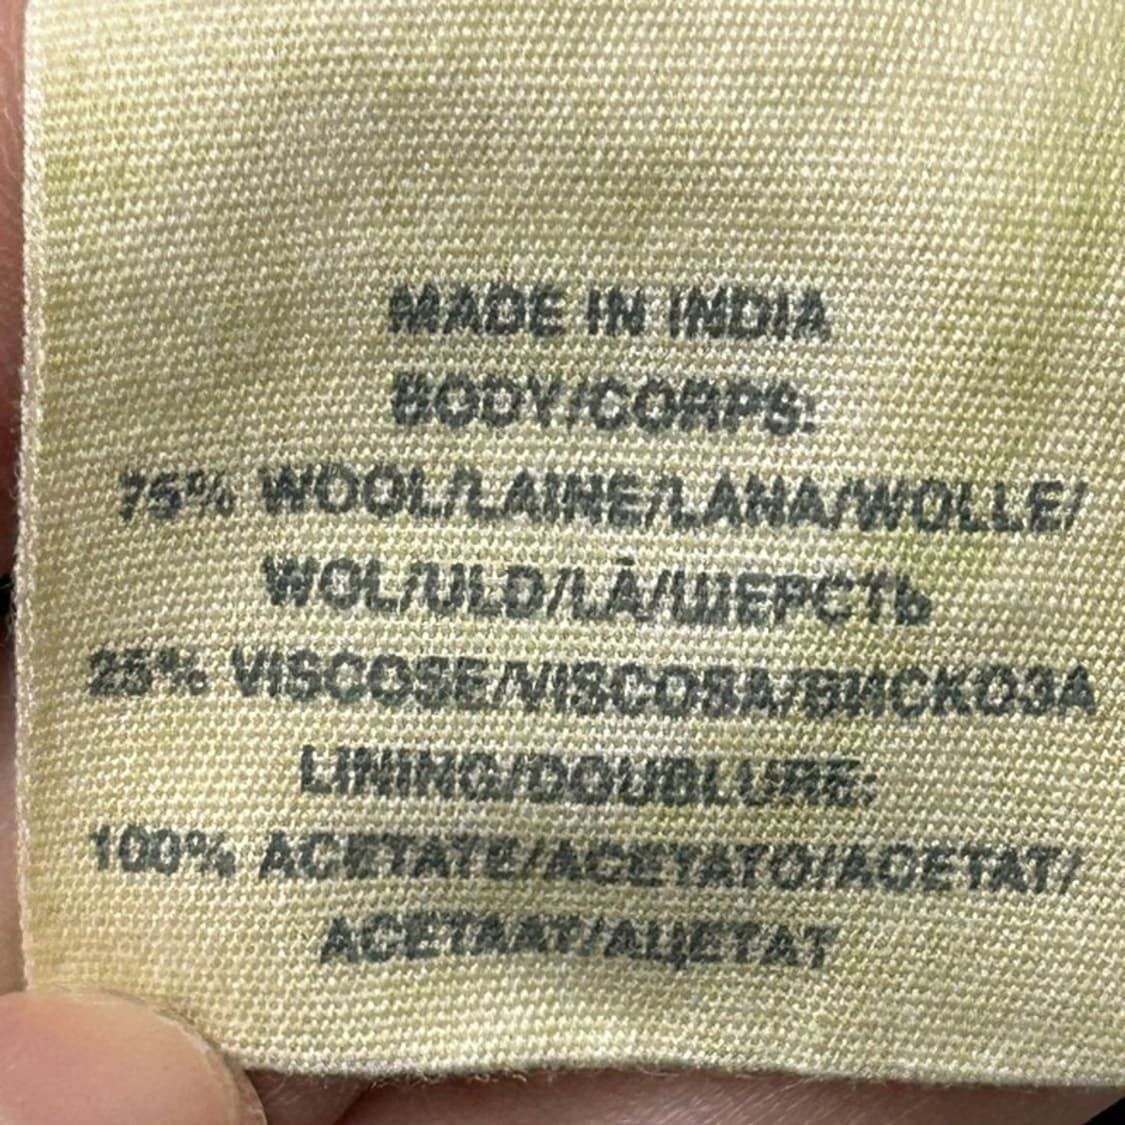 MADE IN INDIA
BODY/CORPS:
75% WOOL/LAINE/LANA/WOLLE/
WOL/ULD/LÃ/ШЕРСТЬ
25% VISCOSE/VISCOSA/ВИСКОЗА
LINING/DOUBLURE:
100% ACETATE/ACETATO/ACETAT/
ACETAAT/АЦЕТАТ